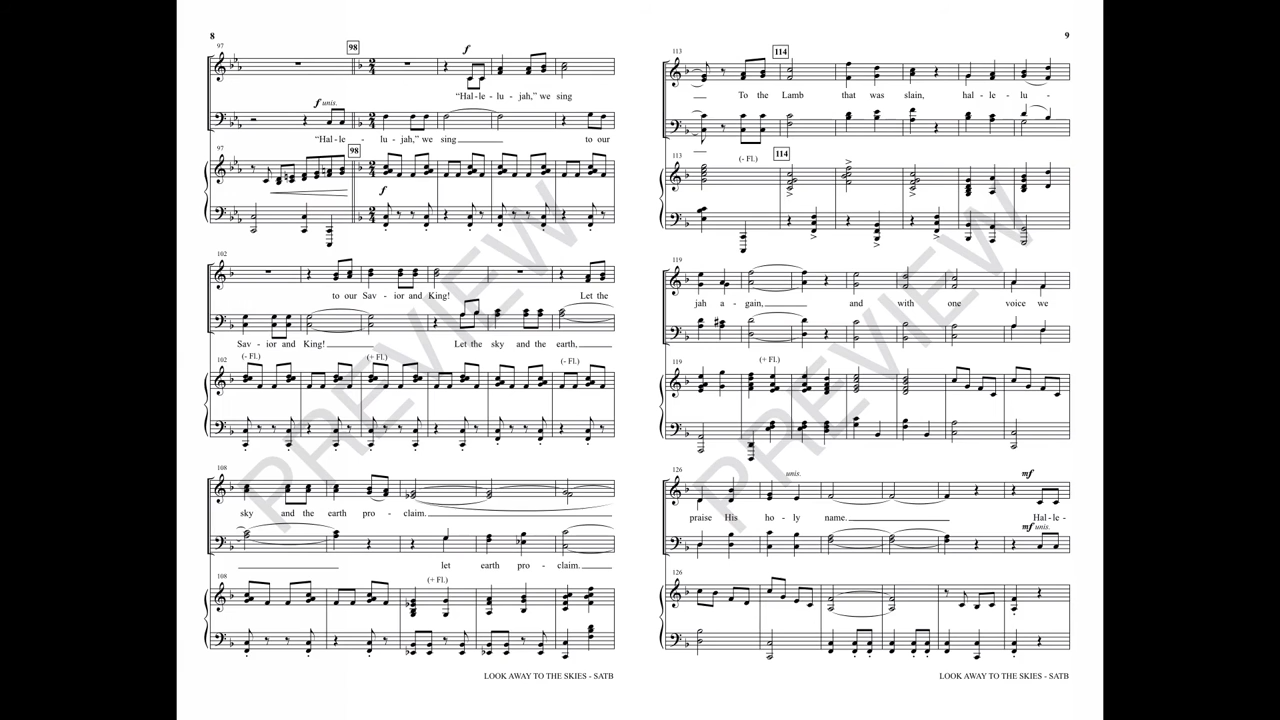 8
97
98
f
"Hal - le - lu - jah," we sing
f unis.
"Hal - le - lu - jah," we sing
to our
97
98
f
102
to our Sav - ior and King!
Let the
Sav - ior and King!
Let the sky and the earth,
102
(- Fl.)
(+ Fl.)
(- Fl.)
108
sky and the earth pro - claim.
let earth pro - claim.
108
(+ Fl.)
LOOK AWAY TO THE SKIES - SATB
9
113
114
To the Lamb that was slain, hal - le - lu -
113
(- Fl.)
114
119
jah a - gain, and with one voice we
119
(+ Fl.)
126
unis.
mf
praise His ho - ly name. Hal - le -
mf unis.
126
LOOK AWAY TO THE SKIES - SATB
PREVIEW
PREVIEW